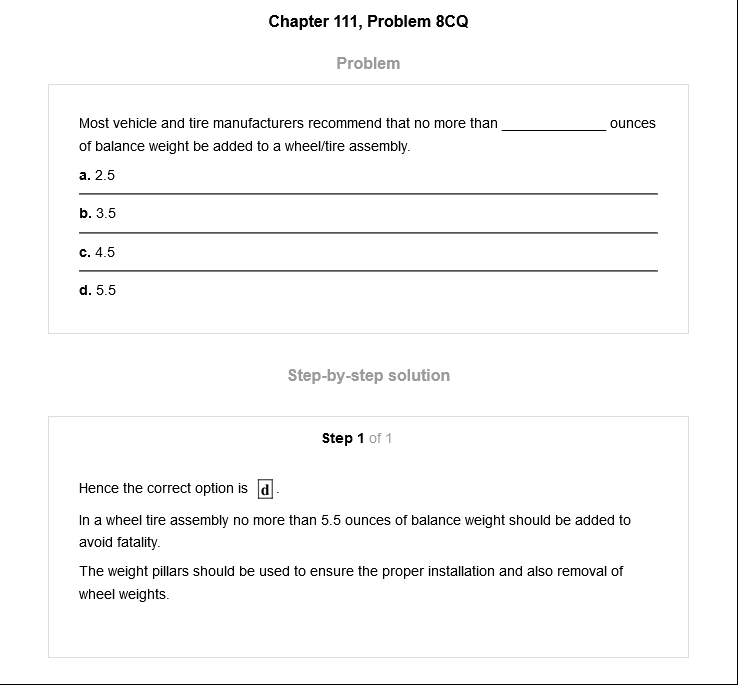 Chapter 111, Problem 8CQ
Problem
Most vehicle and tire manufacturers recommend that no more than ______________ ounces
of balance weight be added to a wheel/tire assembly.
a. 2.5
b. 3.5
c. 4.5
d. 5.5
Step-by-step solution
Step 1 of 1
Hence the correct option is d.
In a wheel tire assembly no more than 5.5 ounces of balance weight should be added to
avoid fatality.
The weight pillars should be used to ensure the proper installation and also removal of
wheel weights.